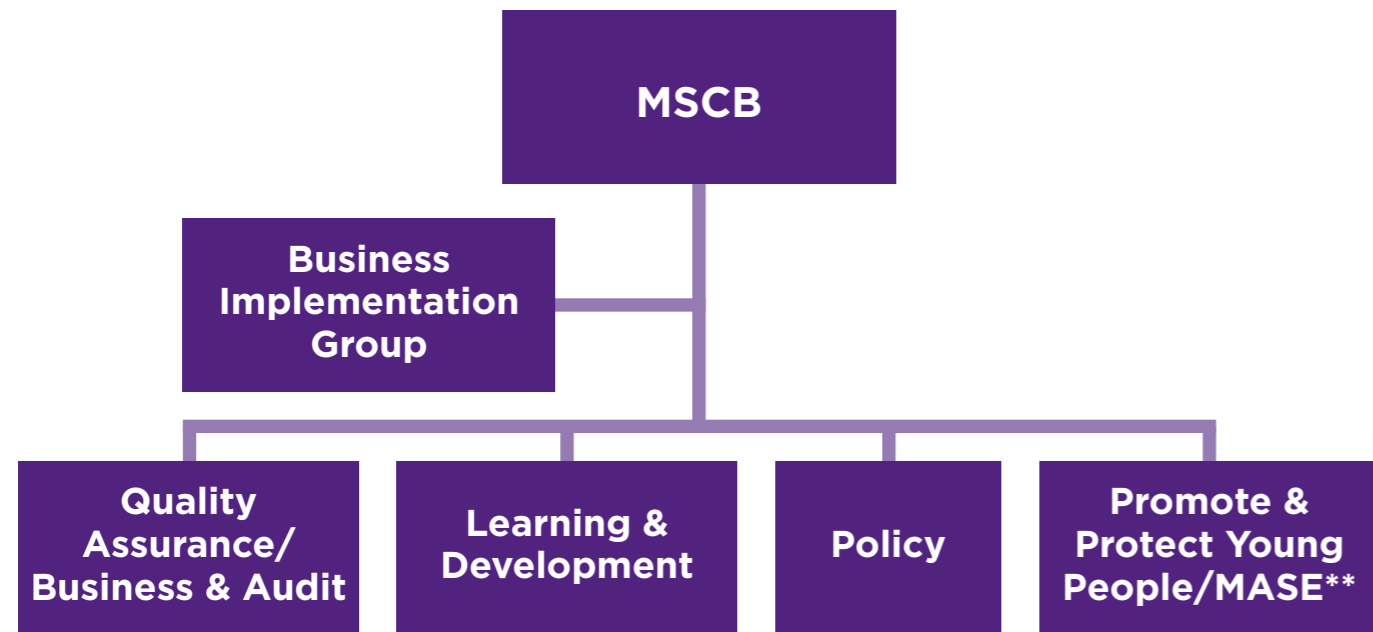 MSCB
Business
Implementation
Group
Quality
Assurance/
Business & Audit
Learning &
Development
Policy
Promote &
Protect Young
People/MASE**